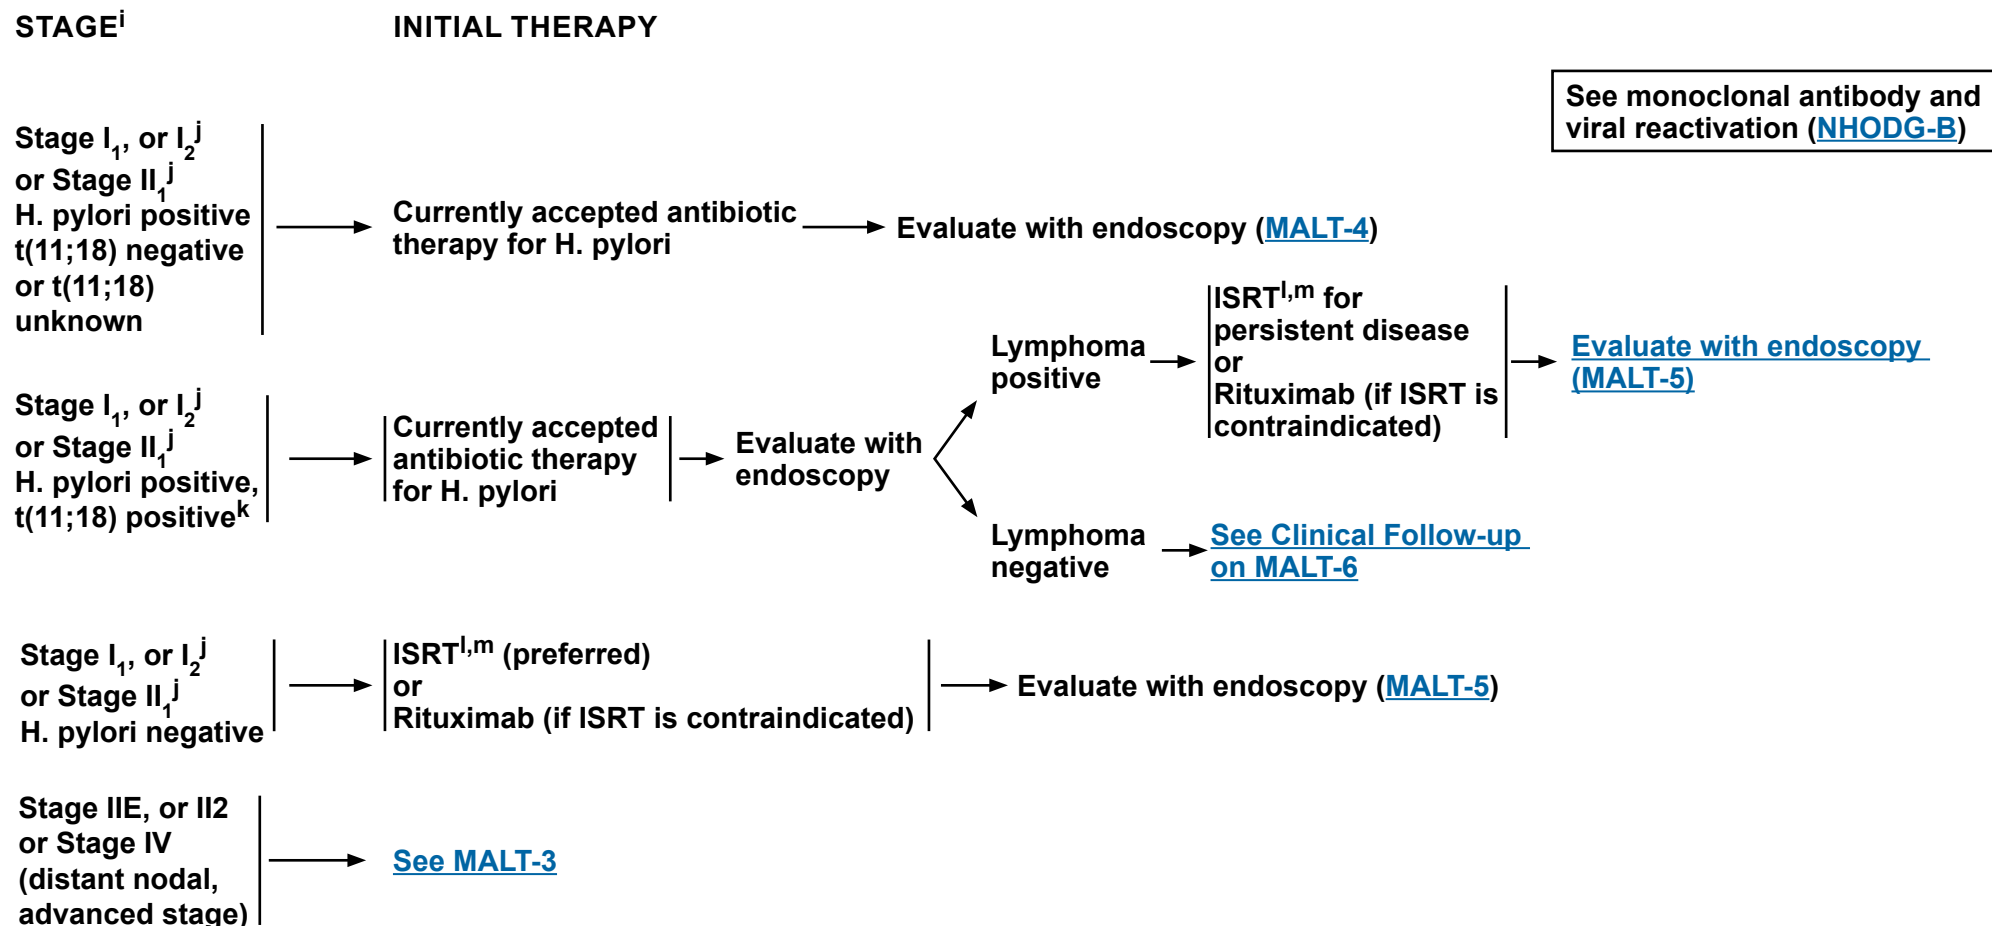 STAGEⁱ
INITIAL THERAPY
See monoclonal antibody and
viral reactivation (NHODG-B)
Stage I₁, or I₂ʲ
or Stage II₁ʲ
H. pylori positive
t(11;18) negative
or t(11;18)
unknown
Currently accepted antibiotic
therapy for H. pylori
Evaluate with endoscopy (MALT-4)
Stage I₁, or I₂ʲ
or Stage II₁ʲ
H. pylori positive,
t(11;18) positiveᵏ
Currently accepted
antibiotic therapy
for H. pylori
Evaluate with
endoscopy
Lymphoma
positive
ISRTˡ,ᵐ for
persistent disease
or
Rituximab (if ISRT is
contraindicated)
Evaluate with endoscopy
(MALT-5)
Lymphoma
negative
See Clinical Follow-up
on MALT-6
Stage I₁, or I₂ʲ
or Stage II₁ʲ
H. pylori negative
ISRTˡ,ᵐ (preferred)
or
Rituximab (if ISRT is contraindicated)
Evaluate with endoscopy (MALT-5)
Stage IIE, or II2
or Stage IV
(distant nodal,
advanced stage)
See MALT-3